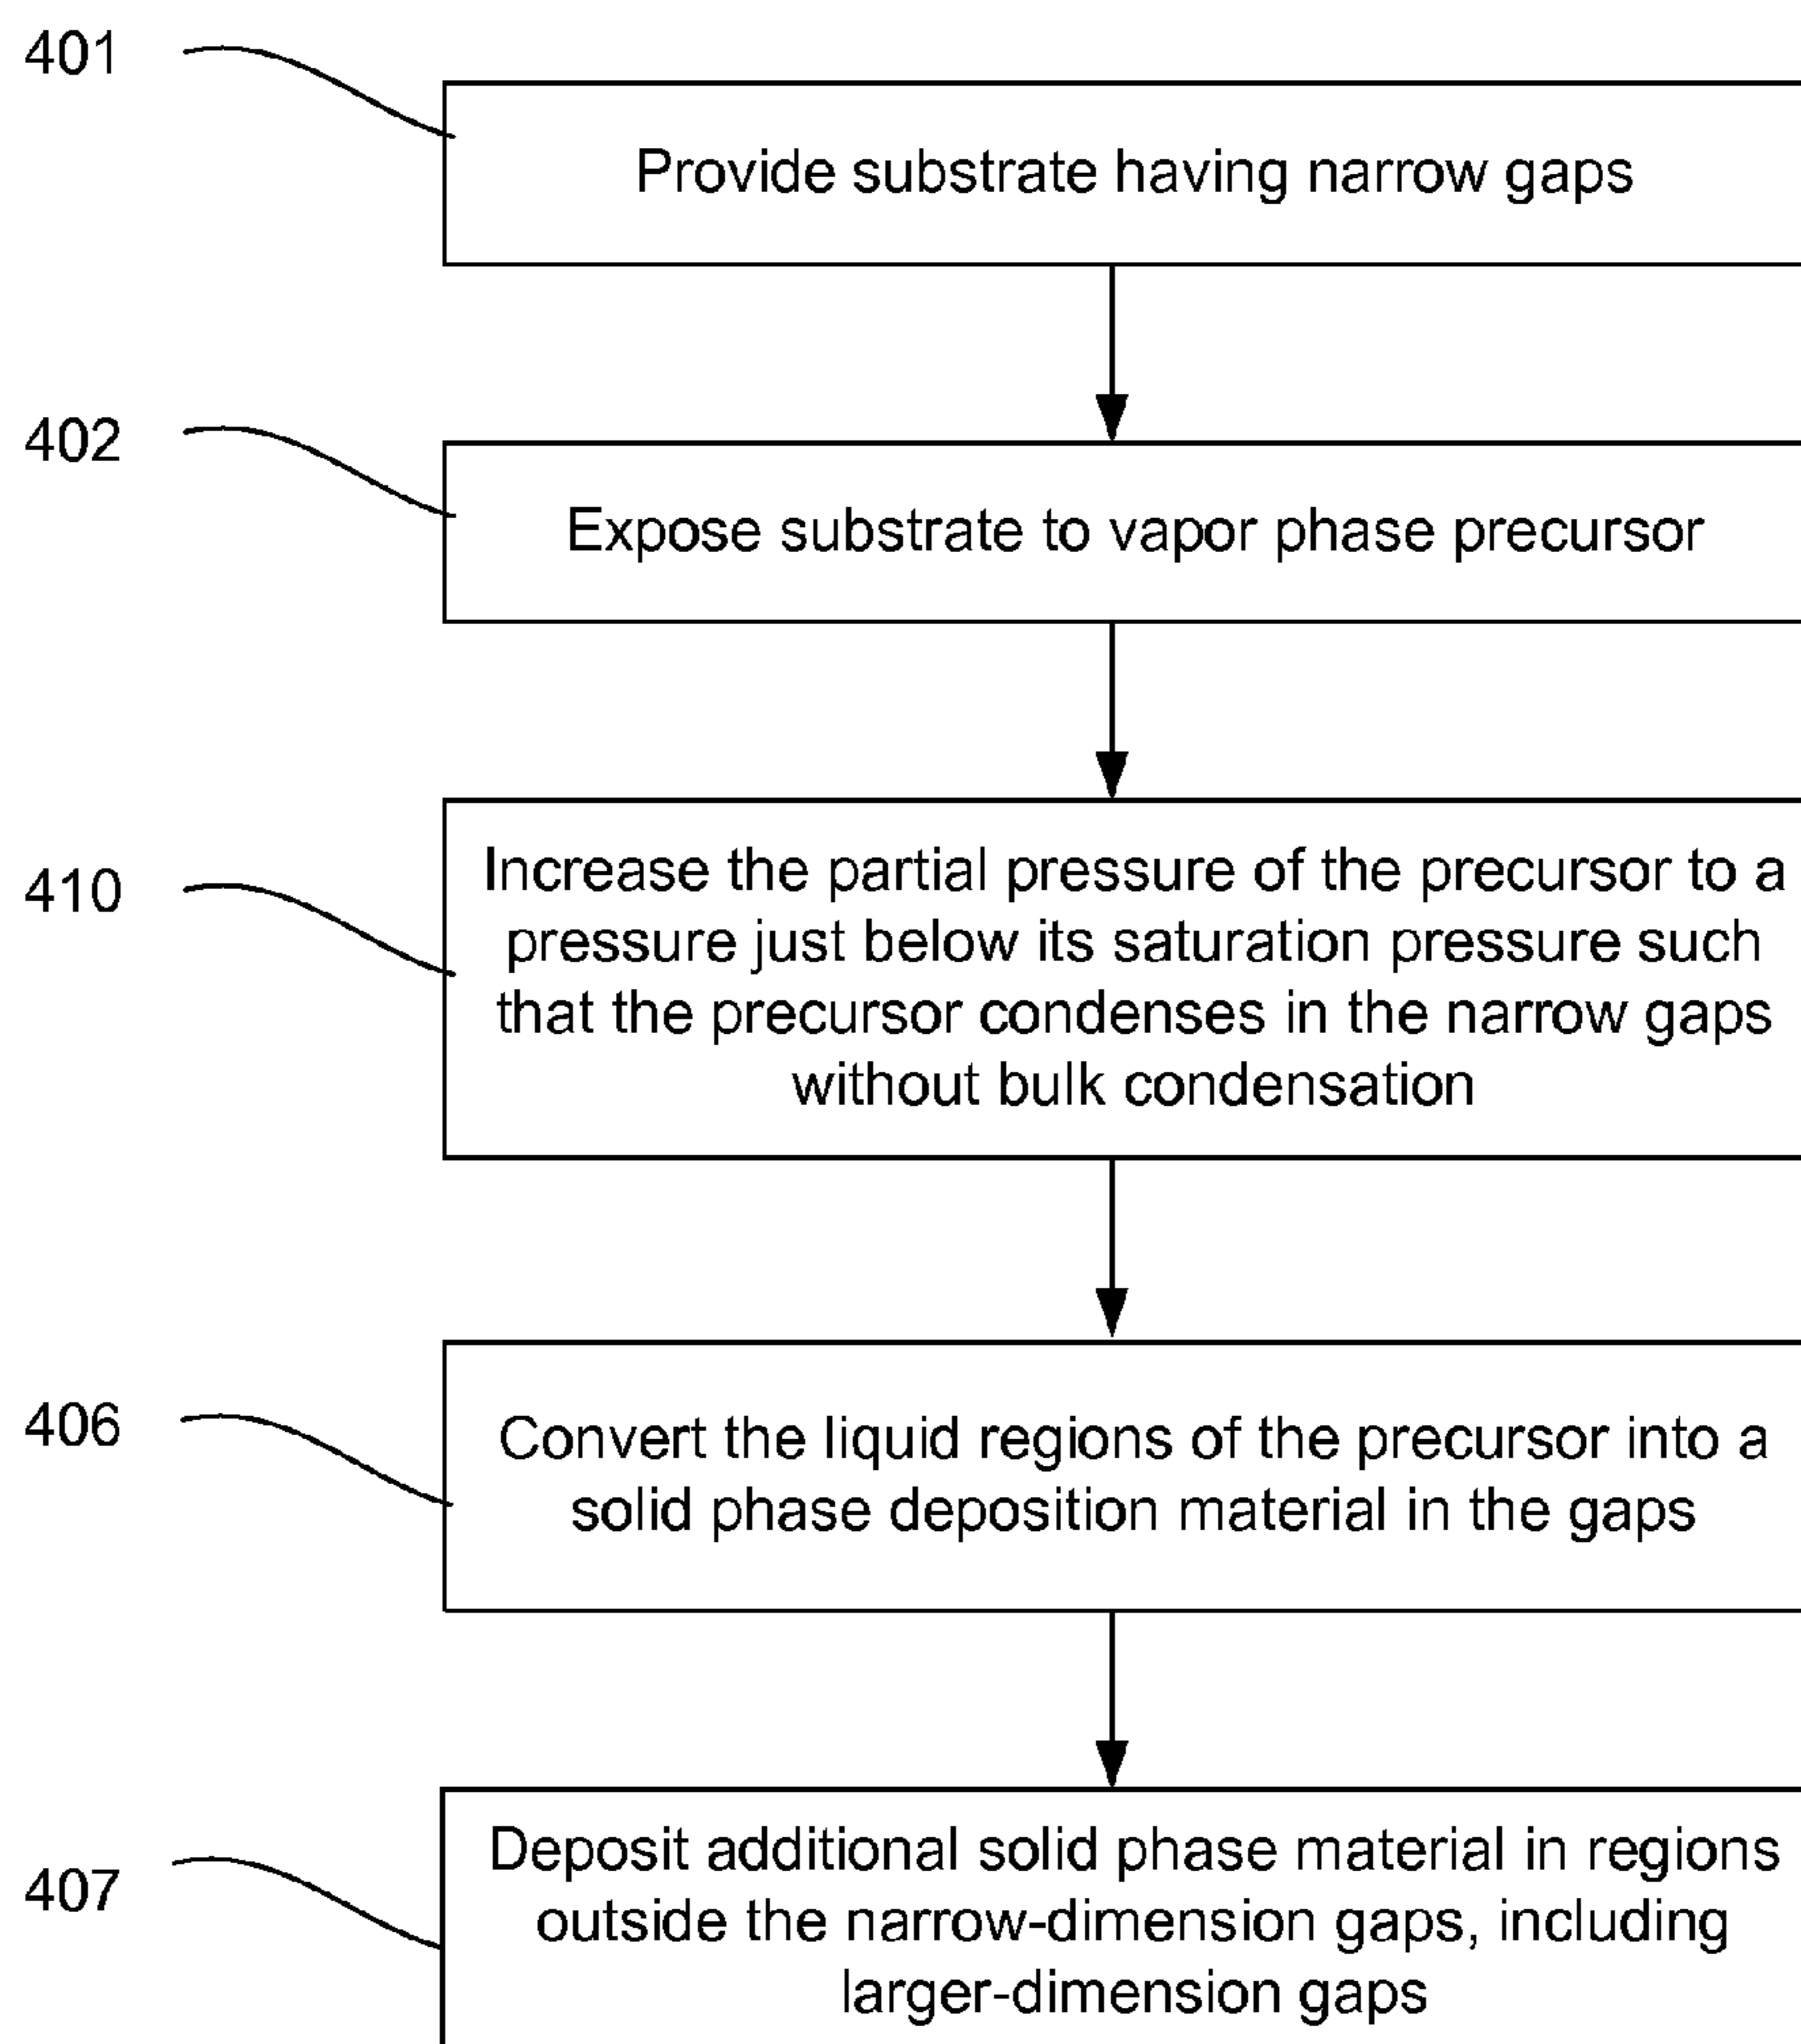 401
Provide substrate having narrow gaps
402
Expose substrate to vapor phase precursor
410
Increase the partial pressure of the precursor to a
pressure just below its saturation pressure such
that the precursor condenses in the narrow gaps
without bulk condensation
406
Convert the liquid regions of the precursor into a
solid phase deposition material in the gaps
407
Deposit additional solid phase material in regions
outside the narrow-dimension gaps, including
larger-dimension gaps